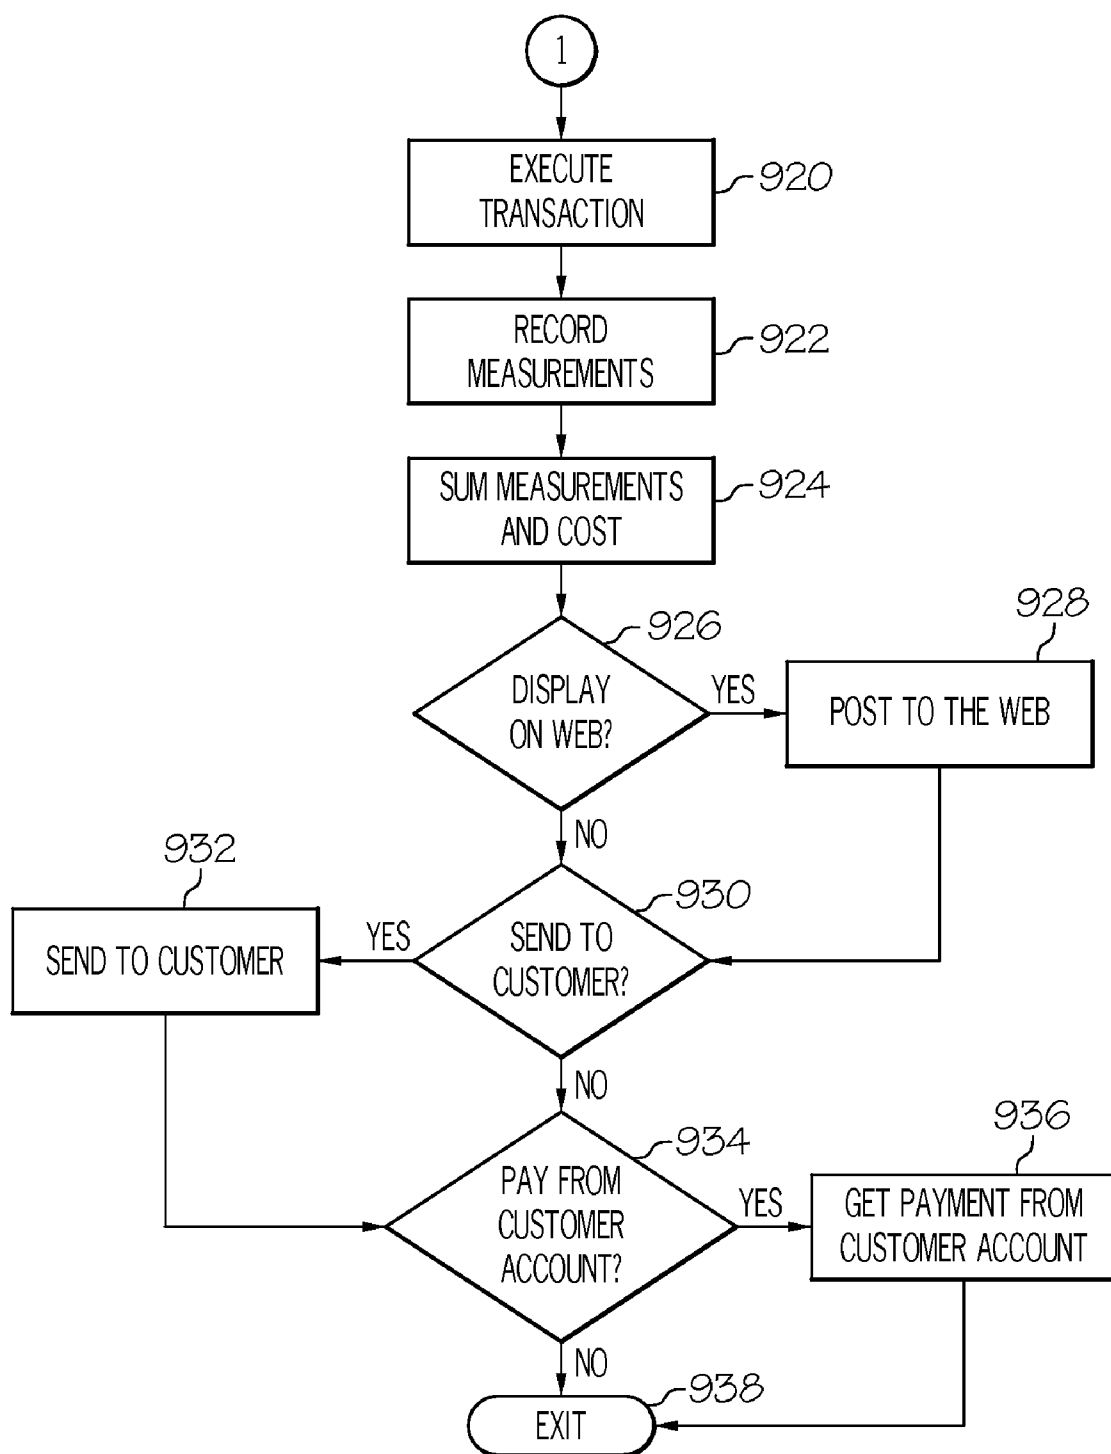 1
EXECUTE
TRANSACTION
920
RECORD
MEASUREMENTS
922
SUM MEASUREMENTS
AND COST
924
926
DISPLAY
ON WEB?
YES
928
POST TO THE WEB
NO
932
SEND TO CUSTOMER
YES
930
SEND TO
CUSTOMER?
NO
934
PAY FROM
CUSTOMER
ACCOUNT?
YES
936
GET PAYMENT FROM
CUSTOMER ACCOUNT
NO
938
EXIT